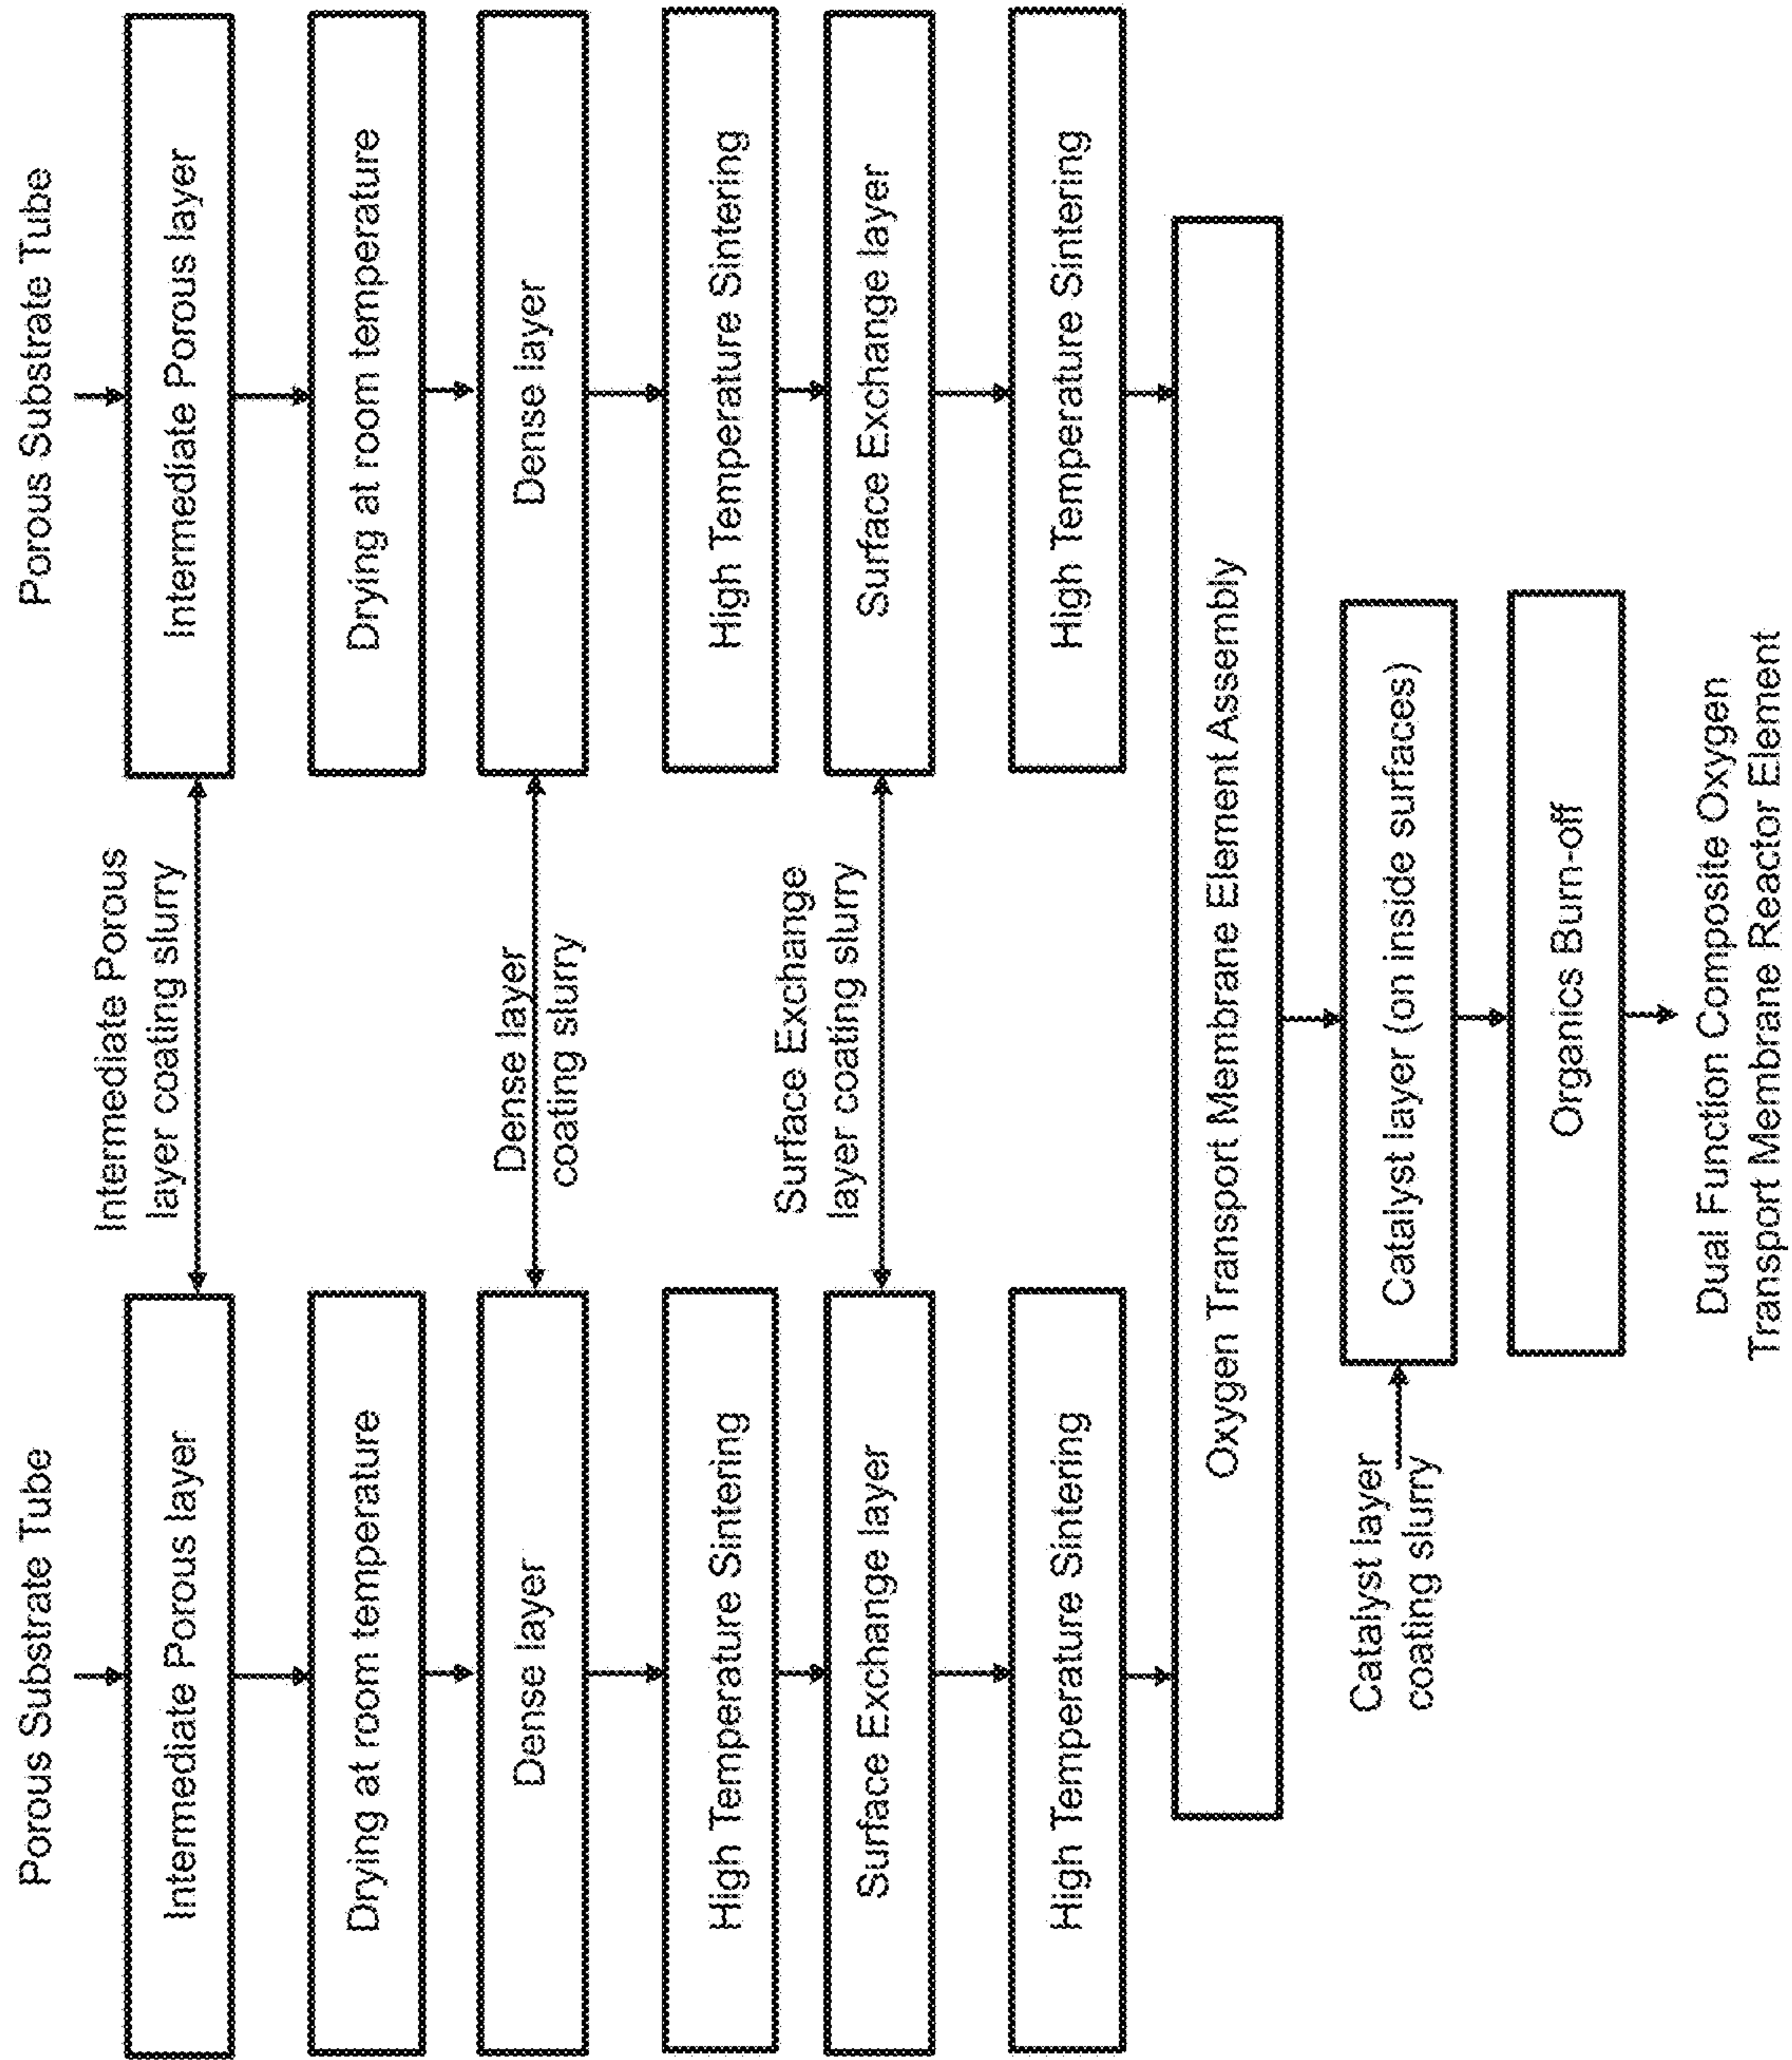 Porous Substrate Tube
Porous Substrate Tube
Intermediate Porous layer
Intermediate Porous
layer coating slurry
Intermediate Porous layer
Drying at room temperature
Drying at room temperature
Dense layer
Dense layer
coating slurry
Dense layer
High Temperature Sintering
High Temperature Sintering
Surface Exchange layer
Surface Exchange
layer coating slurry
Surface Exchange layer
High Temperature Sintering
High Temperature Sintering
Oxygen Transport Membrane Element Assembly
Catalyst layer
coating slurry
Catalyst layer (on inside surfaces)
Organics Burn-off
Dual Function Composite Oxygen
Transport Membrane Reactor Element